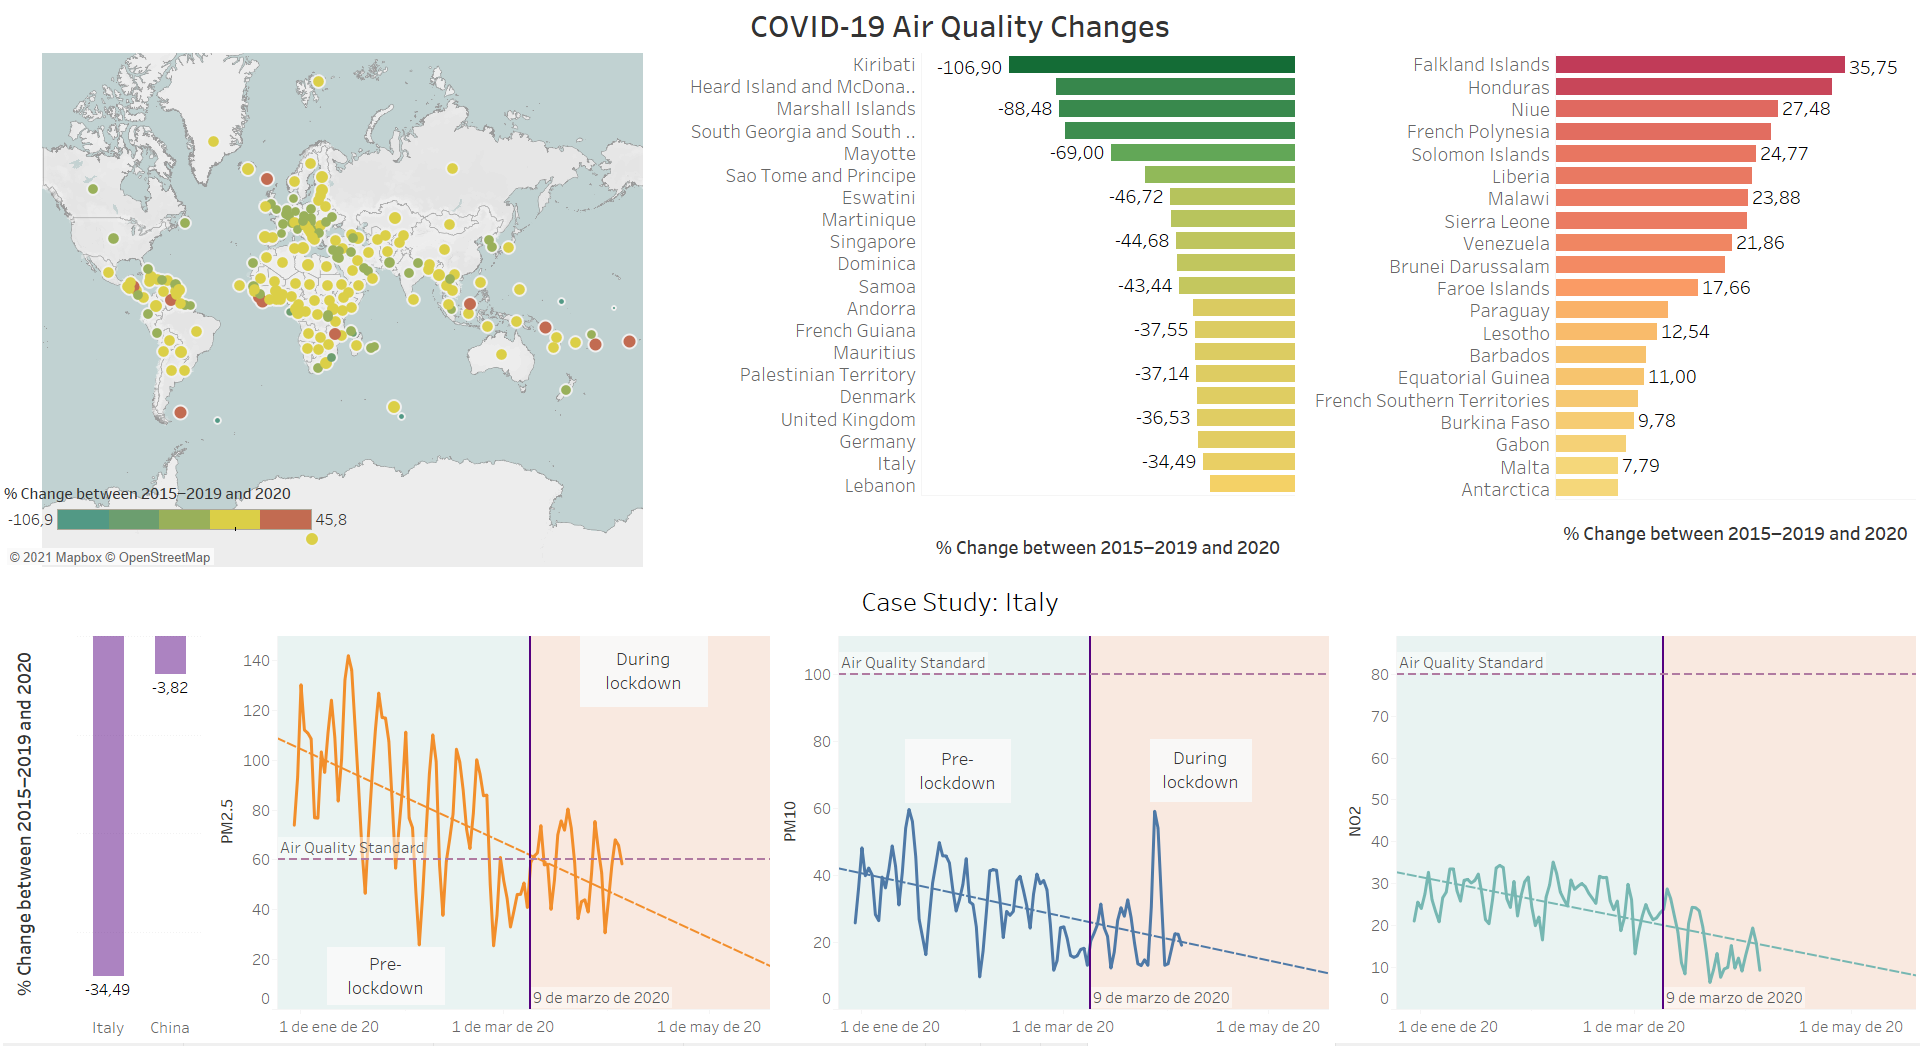 COVID-19 Air Quality Changes
% Change between 2015–2019 and 2020
-106,9
45,8
© 2021 Mapbox © OpenStreetMap
Kiribati
-106,90
Heard Island and McDona..
Marshall Islands
-88,48
South Georgia and South ..
Mayotte
-69,00
Sao Tome and Principe
Eswatini
-46,72
Martinique
Singapore
-44,68
Dominica
Samoa
-43,44
Andorra
French Guiana
-37,55
Mauritius
Palestinian Territory
-37,14
Denmark
United Kingdom
-36,53
Germany
Italy
-34,49
Lebanon
% Change between 2015–2019 and 2020
Falkland Islands
35,75
Honduras
Niue
27,48
French Polynesia
Solomon Islands
24,77
Liberia
Malawi
23,88
Sierra Leone
Venezuela
21,86
Brunei Darussalam
Faroe Islands
17,66
Paraguay
Lesotho
12,54
Barbados
Equatorial Guinea
11,00
French Southern Territories
Burkina Faso
9,78
Gabon
Malta
7,79
Antarctica
% Change between 2015–2019 and 2020
Case Study: Italy
% Change between 2015–2019 and 2020
-34,49
-3,82
Italy
China
PM2.5
140
120
100
80
60
40
20
0
Air Quality Standard
Pre-
lockdown
During
lockdown
9 de marzo de 2020
1 de ene de 20
1 de mar de 20
1 de may de 20
PM10
100
80
60
40
20
0
Air Quality Standard
Pre-
lockdown
During
lockdown
9 de marzo de 2020
1 de ene de 20
1 de mar de 20
1 de may de 20
NO2
80
70
60
50
40
30
20
10
0
Air Quality Standard
9 de marzo de 2020
1 de ene de 20
1 de mar de 20
1 de may de 20